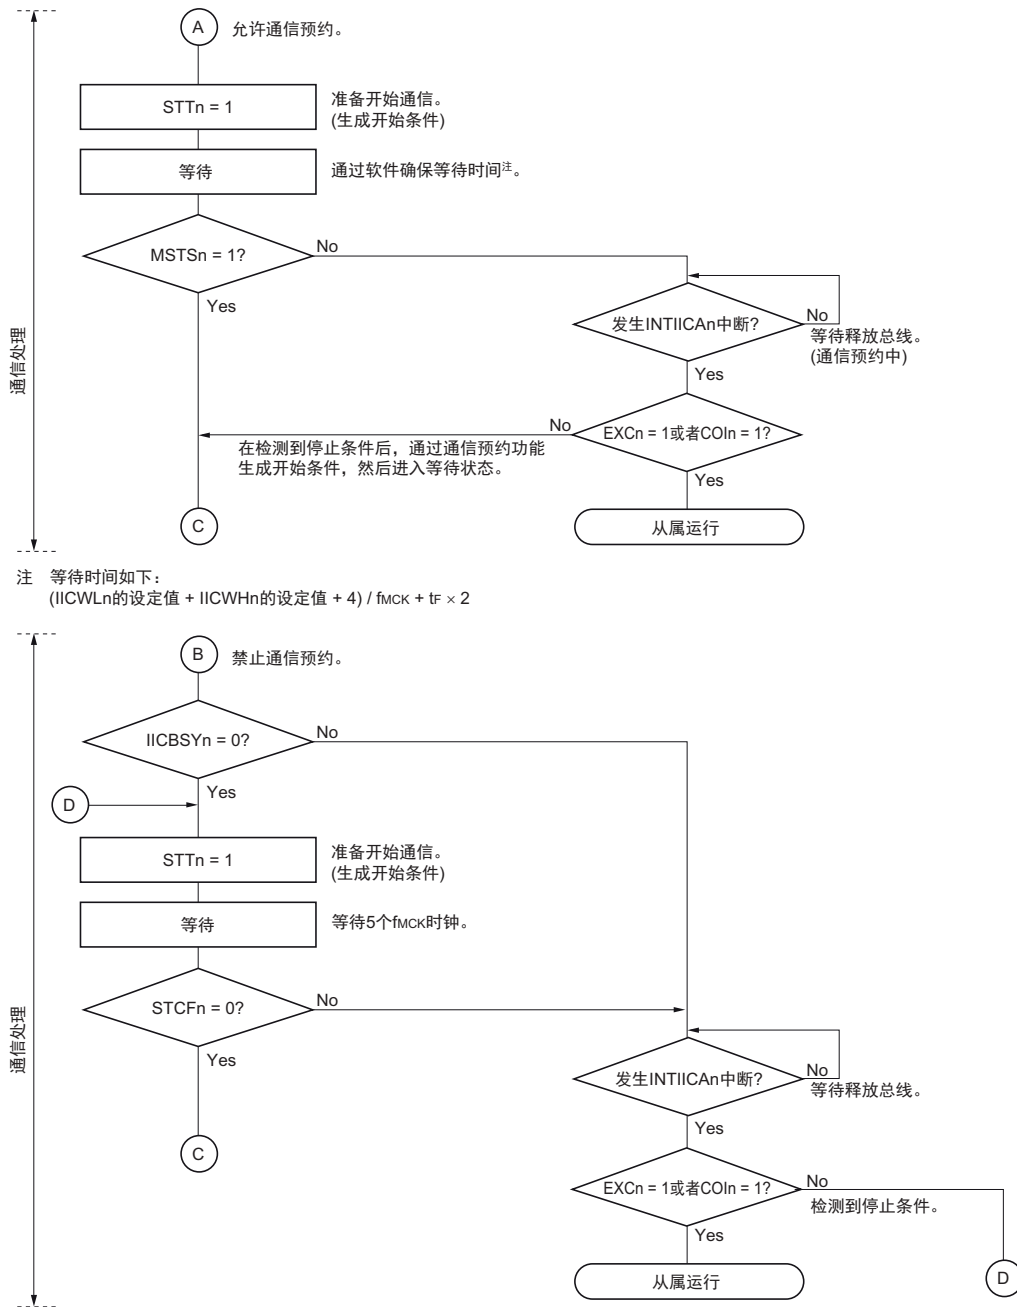 A
允许通信预约。
STTn = 1
准备开始通信。
(生成开始条件)
等待
通过软件确保等待时间注。
MSTSn = 1?
No
Yes
发生INTIICAn中断?
No
等待释放总线。
(通信预约中)
Yes
EXCn = 1或者COIn = 1?
No
在检测到停止条件后，通过通信预约功能
生成开始条件，然后进入等待状态。
Yes
C
从属运行
通信处理
注 等待时间如下：
(IICWLn的设定值 + IICWHn的设定值 + 4) / fMCK + tF × 2
B
禁止通信预约。
IICBSYn = 0?
No
Yes
D
STTn = 1
准备开始通信。
(生成开始条件)
等待
等待5个fMCK时钟。
STCFn = 0?
No
Yes
通信处理
发生INTIICAn中断?
No
等待释放总线。
Yes
C
EXCn = 1或者COIn = 1?
No
检测到停止条件。
Yes
从属运行
D